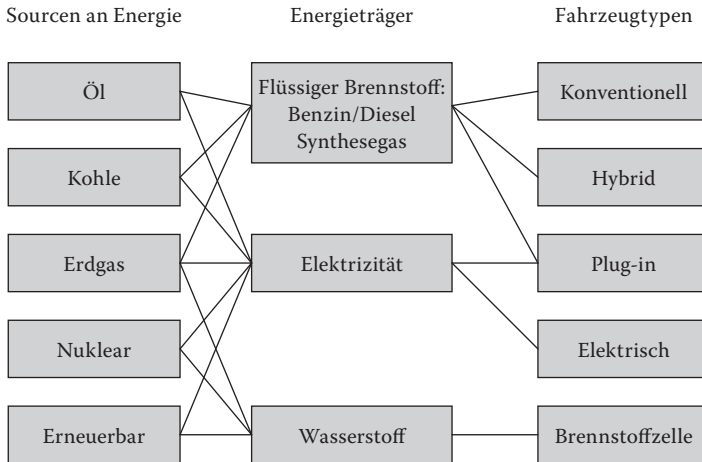 Sourcen an Energie
Energieträger
Fahrzeugtypen
Öl
Flüssiger Brennstoff:
Benzin/Diesel
Synthesegas
Konventionell
Kohle
Hybrid
Erdgas
Elektrizität
Plug-in
Nuklear
Elektrisch
Erneuerbar
Wasserstoff
Brennstoffzelle